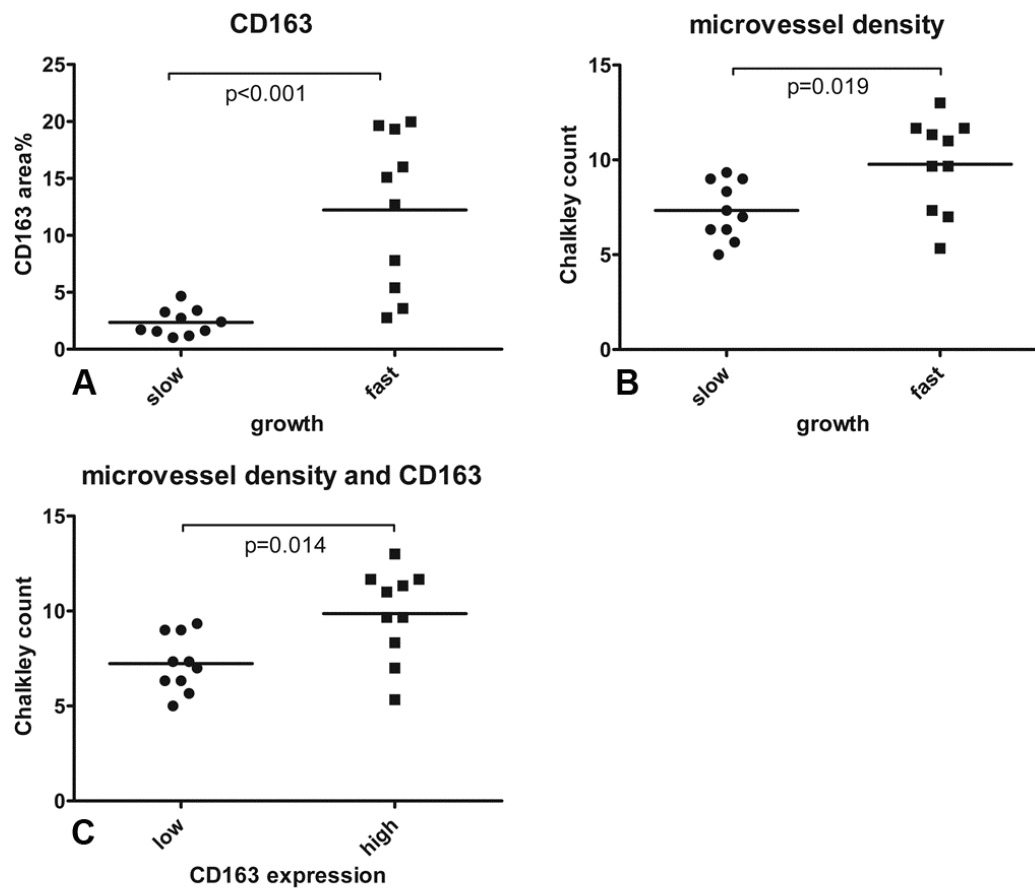 CD163
25
20
15
10
5
0
CD163 area%
p<0.001
slow
fast
growth
A
microvessel density
15
10
5
0
Chalkley count
p=0.019
slow
fast
growth
B
microvessel density and CD163
15
10
5
0
Chalkley count
p=0.014
low
high
CD163 expression
C